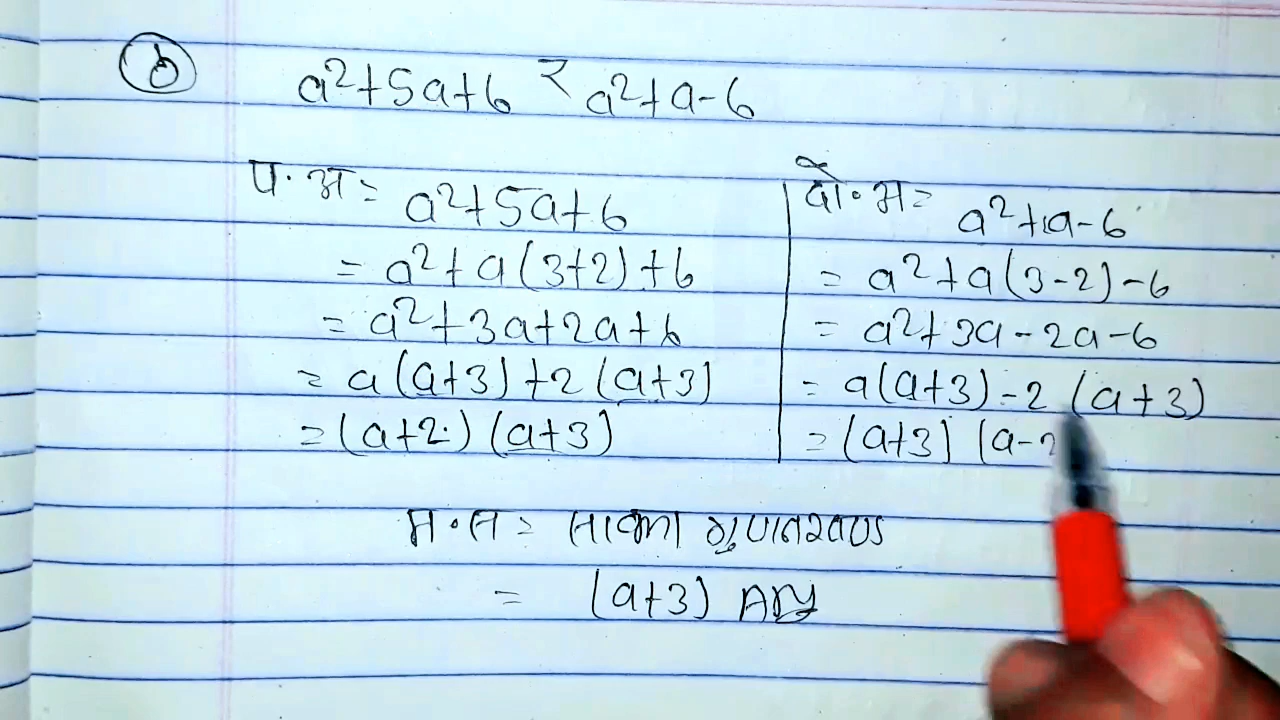 ठ
a²+5a+6 र a²+a-6
प.अ= a²+5a+6
= a²+a(3+2)+6
= a²+3a+2a+6
= a(a+3)+2(a+3)
= (a+2)(a+3)
दो.अ= a²+a-6
= a²+a(3-2)-6
= a²+3a-2a-6
= a(a+3)-2(a+3)
= (a+3)(a-2
म.स= साझा गुणनखण्ड
= (a+3) Ans